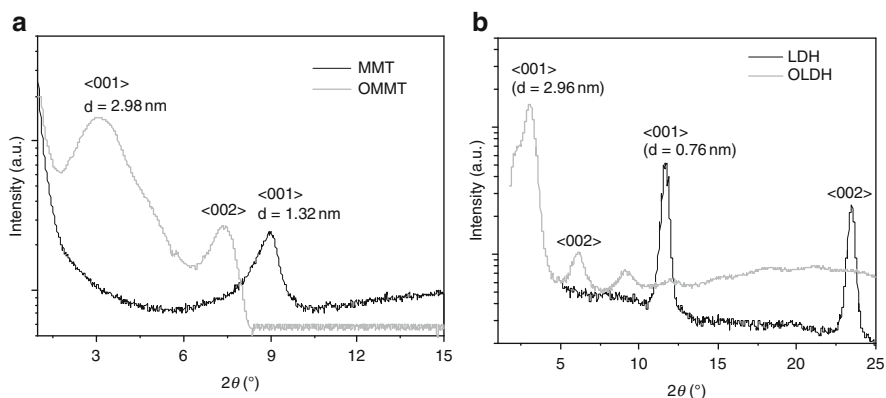 a
<001>
d = 2.98 nm
<002>
<001>
d = 1.32 nm
MMT
OMMT
Intensity (a.u.)
3
6
9
12
15
2θ (°)
b
<001>
(d = 2.96 nm)
<002>
<001>
(d = 0.76 nm)
<002>
LDH
OLDH
Intensity (a.u.)
5
10
15
20
25
2θ (°)